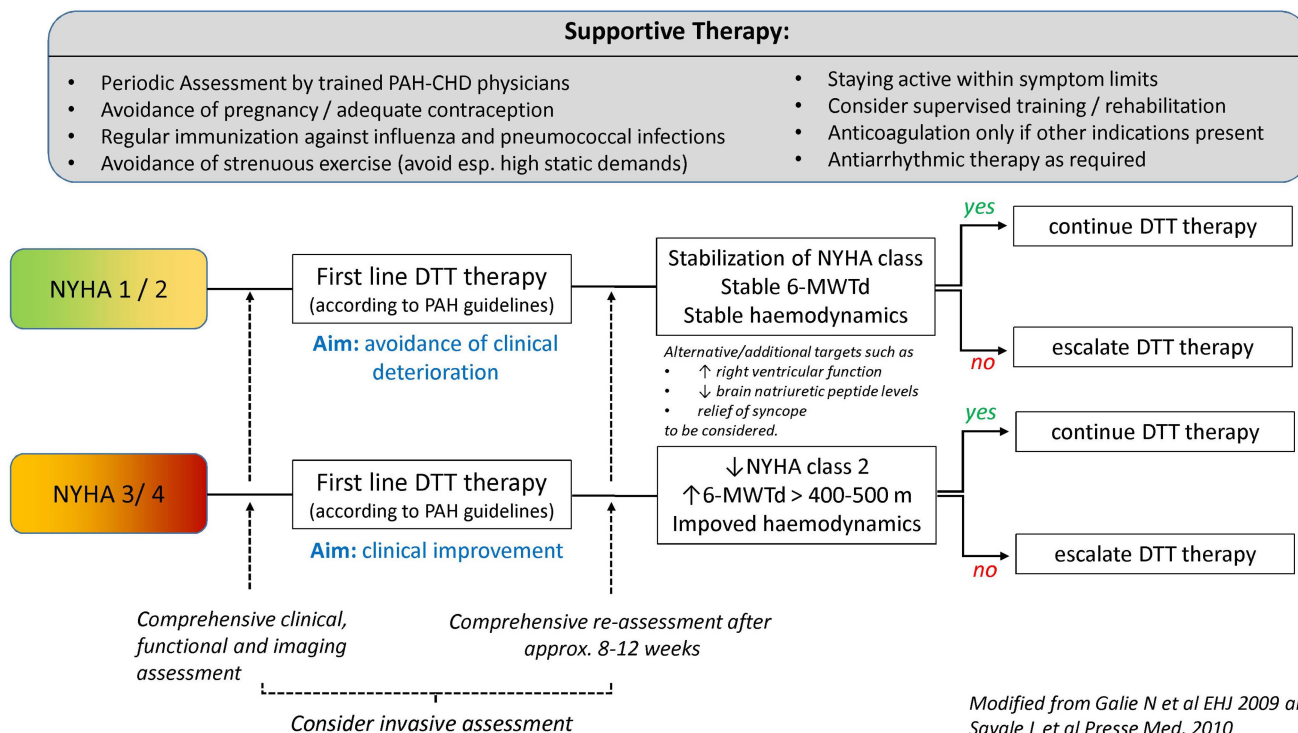 Supportive Therapy:
• Periodic Assessment by trained PAH-CHD physicians
• Avoidance of pregnancy / adequate contraception
• Regular immunization against influenza and pneumococcal infections
• Avoidance of strenuous exercise (avoid esp. high static demands)
• Staying active within symptom limits
• Consider supervised training / rehabilitation
• Anticoagulation only if other indications present
• Antiarrhythmic therapy as required
NYHA 1 / 2
First line DTT therapy
(according to PAH guidelines)
Aim: avoidance of clinical
deterioration
Stabilization of NYHA class
Stable 6-MWTd
Stable haemodynamics
yes
continue DTT therapy
no
escalate DTT therapy
Alternative/additional targets such as
• ↑ right ventricular function
• ↓ brain natriuretic peptide levels
• relief of syncope
to be considered.
NYHA 3/ 4
First line DTT therapy
(according to PAH guidelines)
Aim: clinical improvement
↓NYHA class 2
↑6-MWTd > 400-500 m
Impoved haemodynamics
yes
continue DTT therapy
no
escalate DTT therapy
Comprehensive clinical,
functional and imaging
assessment
Comprehensive re-assessment after
approx. 8-12 weeks
Consider invasive assessment
Modified from Galie N et al EHJ 2009
Savale L et al Presse Med. 2010